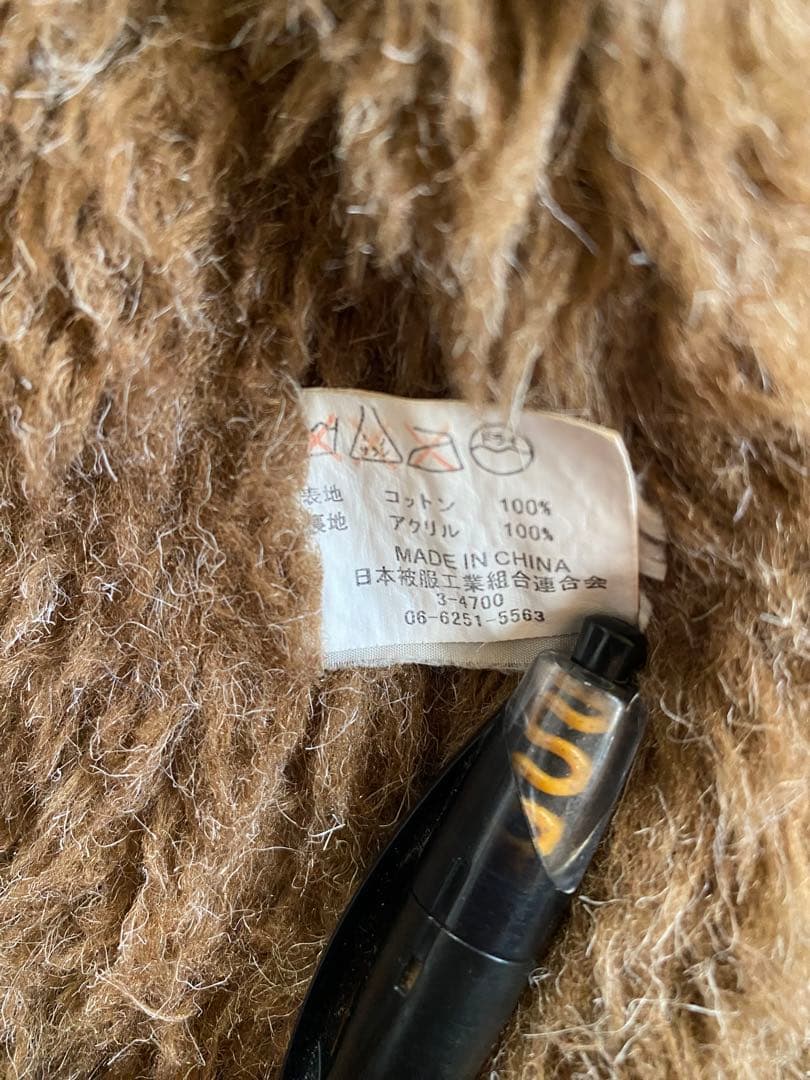 表地 コットン 100%
裏地 アクリル 100%
MADE IN CHINA
日本被服工業組合連合会
3-4700
06-6251-5563